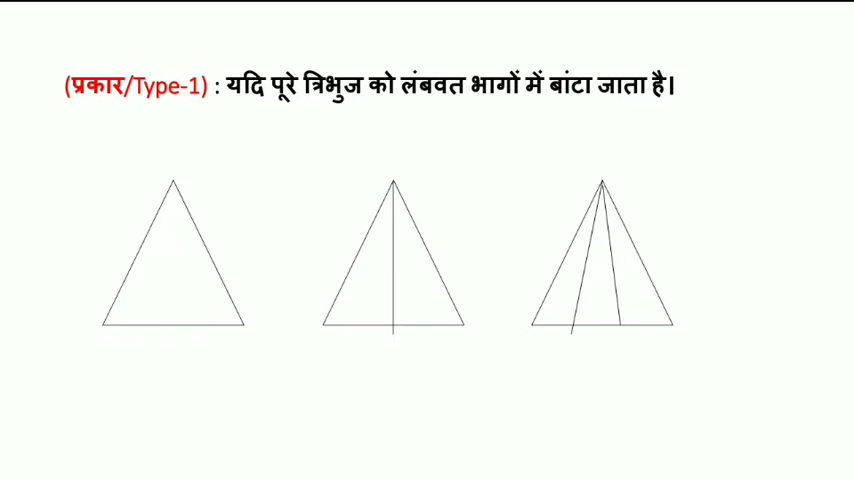 (प्रकार/Type-1) : यदि पूरे त्रिभुज को लंबवत भागों में बांटा जाता है।